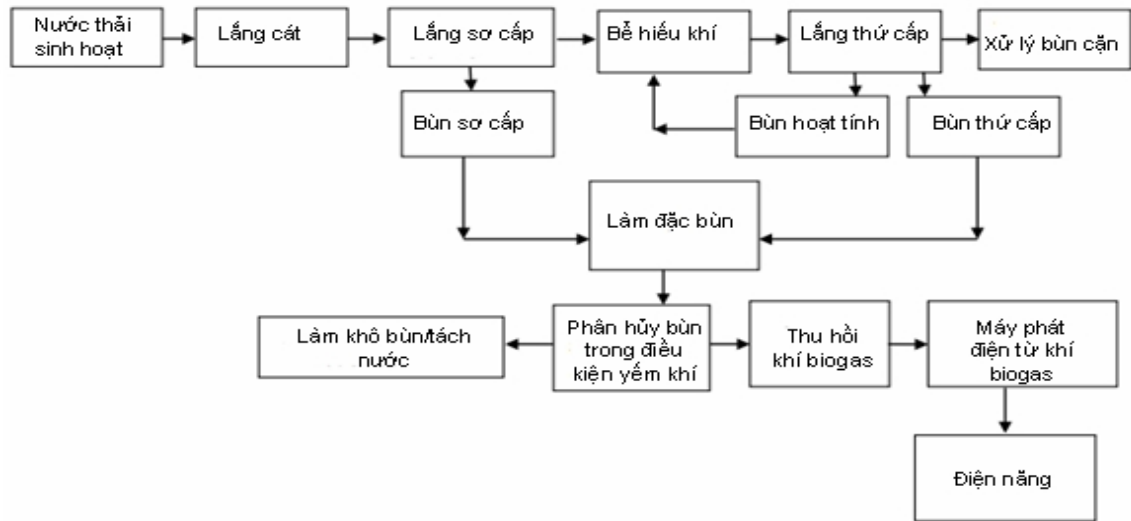 Nước thải
sinh hoạt
Lắng cát
Lắng sơ cấp
Bể hiếu khí
Lắng thứ cấp
Xử lý bùn cặn
Bùn sơ cấp
Bùn hoạt tính
Bùn thứ cấp
Làm đặc bùn
Làm khô bùn/tách
nước
Phân hủy bùn
trong điều
kiện yếm khí
Thu hồi
khí biogas
Máy phát
điện từ khí
biogas
Điện năng